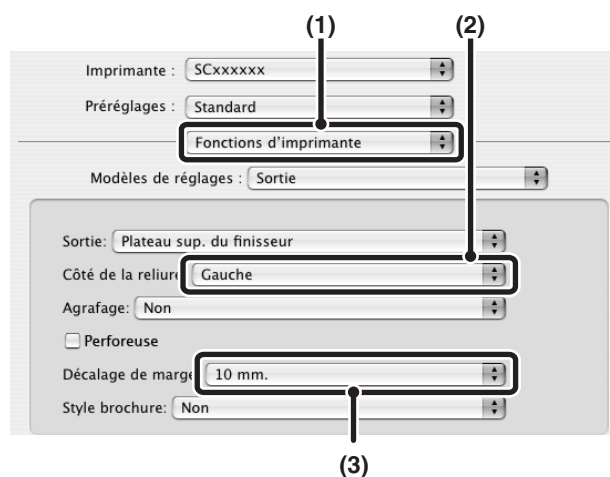 (1) (2)
Imprimante : SCxxxxxx
Préréglages : Standard
Fonctions d'imprimante
Modèles de réglages : Sortie
Sortie: Plateau sup. du finisseur
Côté de la reliure Gauche
Agrafage: Non
Perforeuse
Décalage de marge 10 mm.
Style brochure: Non
(3)